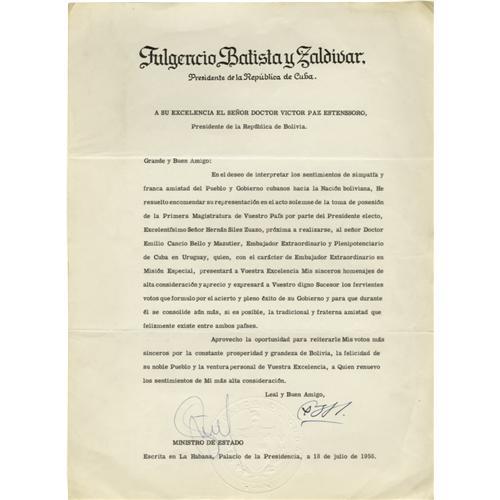 Fulgencio Batista y Zaldivar.
Presidente de la República de Cuba.
A SU EXCELENCIA EL SEÑOR DOCTOR VICTOR PAZ ESTENSSORO,
Presidente de la República de Bolivia.
Grande y Buen Amigo:
En el deseo de interpretar los sentimientos de simpatía y
franca amistad del Pueblo y Gobierno cubanos hacia la Nación boliviana, He
resuelto encomendar su representación en el acto solemne de la toma de posesión
de la Primera Magistratura de Vuestro País por parte del Presidente electo,
Excelentísimo Señor Hernán Siles Zuazo, próxima a realizarse, al señor Doctor
Emilio Cancio Bello y Mazutier, Embajador Extraordinario y Plenipotenciario
de Cuba en Uruguay, quien, con el carácter de Embajador Extraordinario en
Misión Especial, presentará a Vuestra Excelencia Mis sinceros homenajes de
alta consideración y aprecio y expresará a Vuestro digno Sucesor los fervientes
votos que formulo por el acierto y pleno éxito de su Gobierno y para que durante
él se consolide aún más, si es posible, la tradicional y fraterna amistad que
felizmente existe entre ambos países.
Aprovecho la oportunidad para reiterarle Mis votos más
sinceros por la constante prosperidad y grandeza de Bolivia, la felicidad de
su noble Pueblo y la ventura personal de Vuestra Excelencia, a Quien renuevo
los sentimientos de Mi más alta consideración.
Leal y Buen Amigo,
MINISTRO DE ESTADO
Escrita en La Habana, Palacio de la Presidencia, a 18 de julio de 1956.